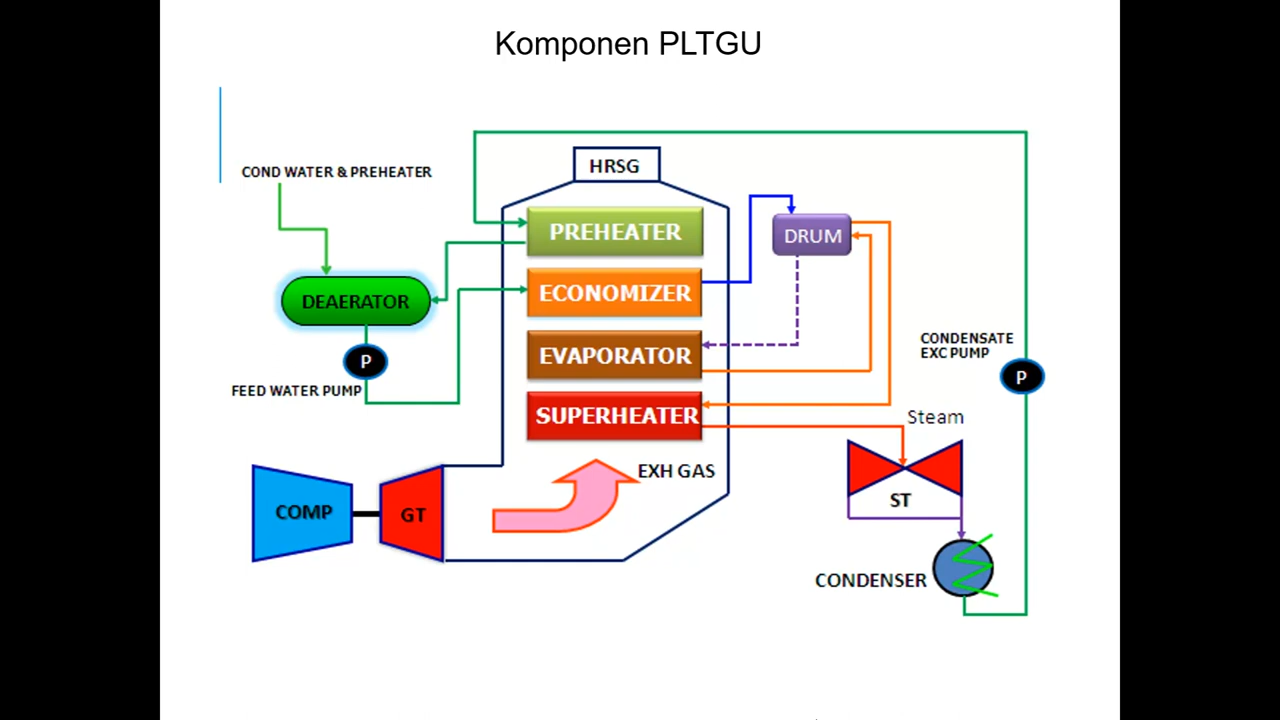 Komponen PLTGU
HRSG
COND WATER & PREHEATER
PREHEATER
DRUM
ECONOMIZER
DEAERATOR
EVAPORATOR
CONDENSATE
EXC PUMP
P
P
FEED WATER PUMP
SUPERHEATER
Steam
EXH GAS
COMP
GT
ST
CONDENSER